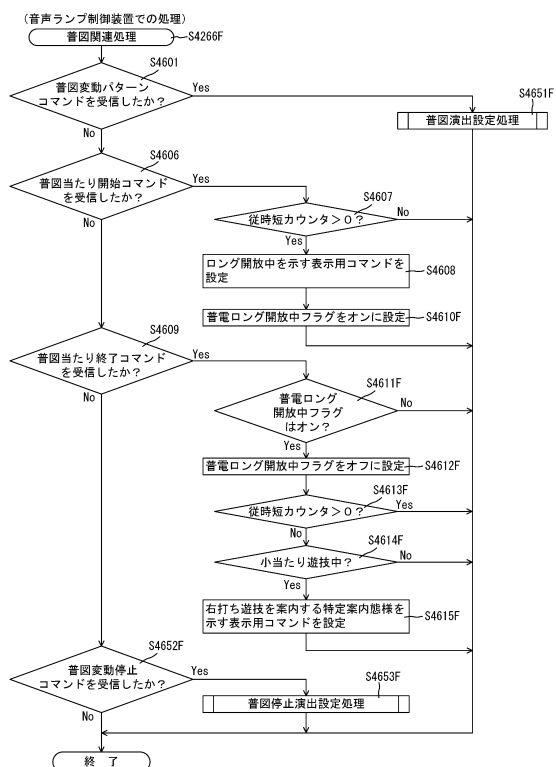 (音声ランプ制御装置での処理)
普図関連処理
S4266F
S4601
普図変動パターン
コマンドを受信したか？
Yes
No
S4651F
普図演出設定処理
S4606
普図当たり開始コマンド
を受信したか？
Yes
No
S4607
従時短カウンタ＞0？
No
Yes
ロング開放中を示す表示用コマンドを
設定
S4608
普電ロング開放中フラグをオンに設定
S4610F
S4609
普図当たり終了コマンド
を受信したか？
Yes
No
S4611F
普電ロング
開放中フラグ
はオン？
No
Yes
普電ロング開放中フラグをオフに設定
S4612F
S4613F
従時短カウンタ＞0？
Yes
No
S4614F
小当たり遊技中？
No
Yes
右打ち遊技を案内する特定案内態様を
示す表示用コマンドを設定
S4615F
S4652F
普図変動停止
コマンドを受信したか？
Yes
No
S4653F
普図停止演出設定処理
終 了